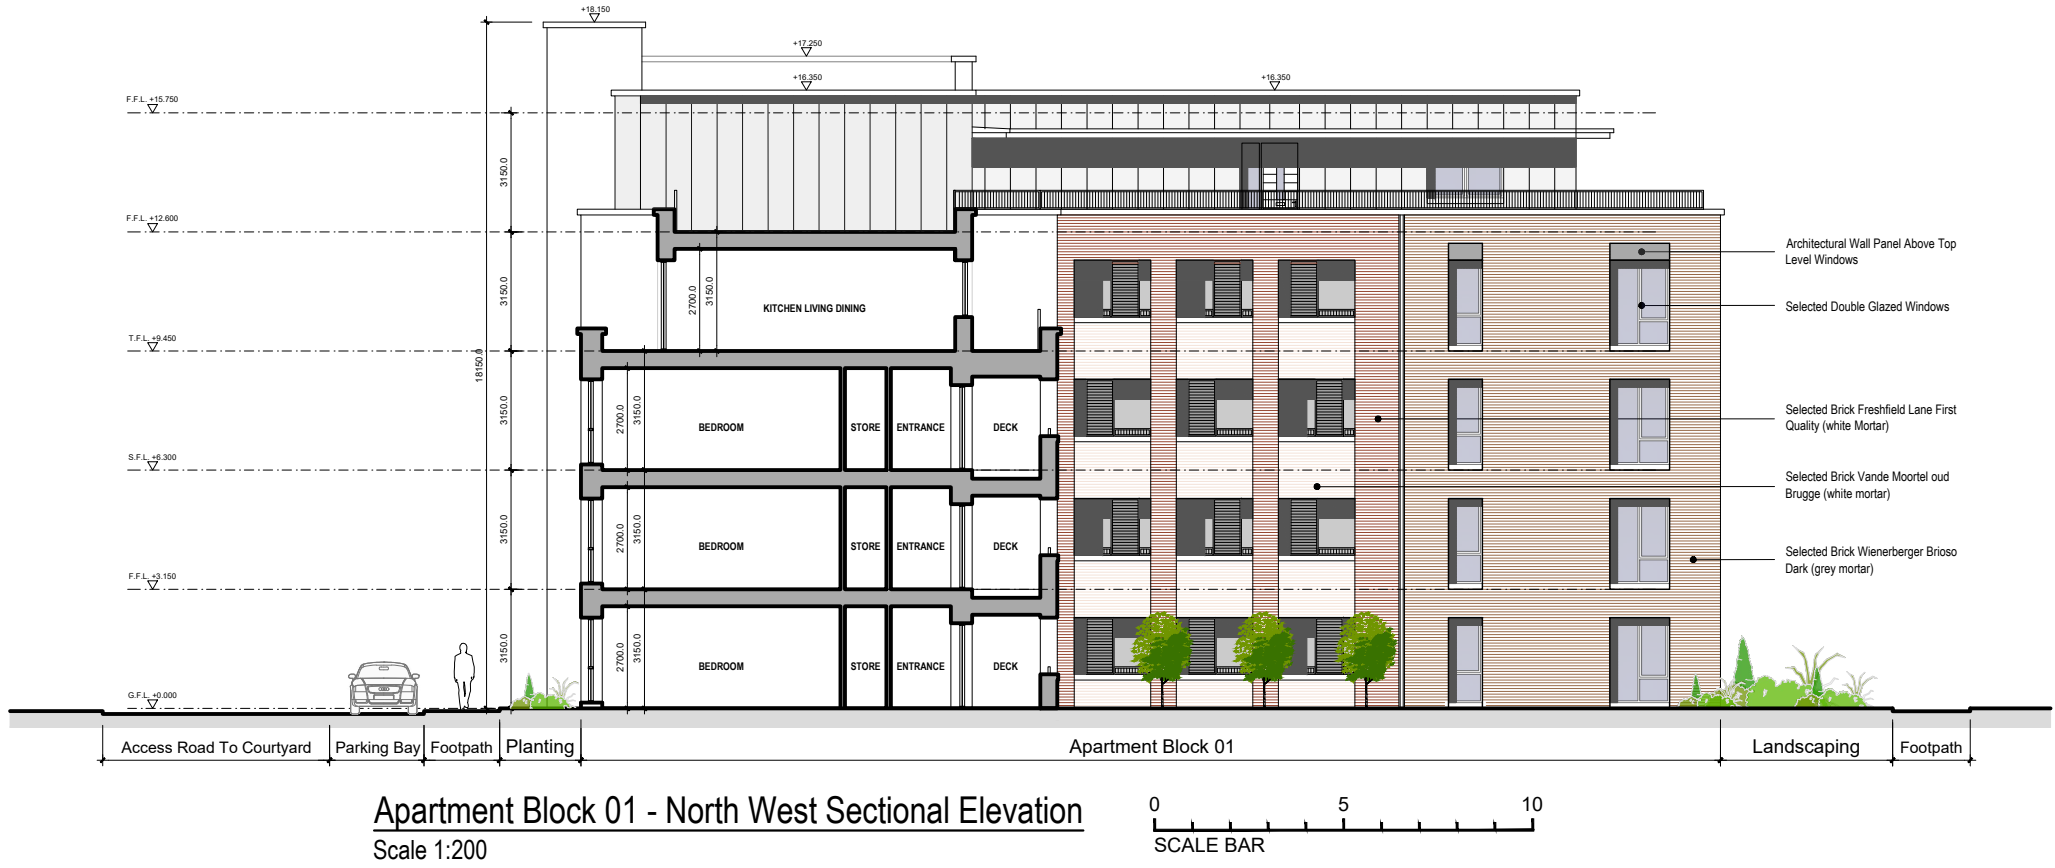 +18.150
+17.250
+16.350
+16.350
F.F.L. +15.750
3150.0
F.F.L. +12.600
Architectural Wall Panel Above Top
Level Windows
3150.0
2700.0
3150.0
KITCHEN LIVING DINING
Selected Double Glazed Windows
T.F.L. +9.450
18150.0
3150.0
2700.0
3150.0
BEDROOM
STORE
ENTRANCE
DECK
Selected Brick Freshfield Lane First
Quality (white Mortar)
S.F.L. +6.300
Selected Brick Vande Moortel oud
Brugge (white mortar)
3150.0
2700.0
3150.0
BEDROOM
STORE
ENTRANCE
DECK
Selected Brick Wienerberger Brioso
Dark (grey mortar)
F.F.L. +3.150
3150.0
2700.0
3150.0
BEDROOM
STORE
ENTRANCE
DECK
G.F.L. +0.000
Access Road To Courtyard
Parking Bay
Footpath
Planting
Apartment Block 01
Landscaping
Footpath
Apartment Block 01 - North West Sectional Elevation
Scale 1:200
0 5 10
SCALE BAR